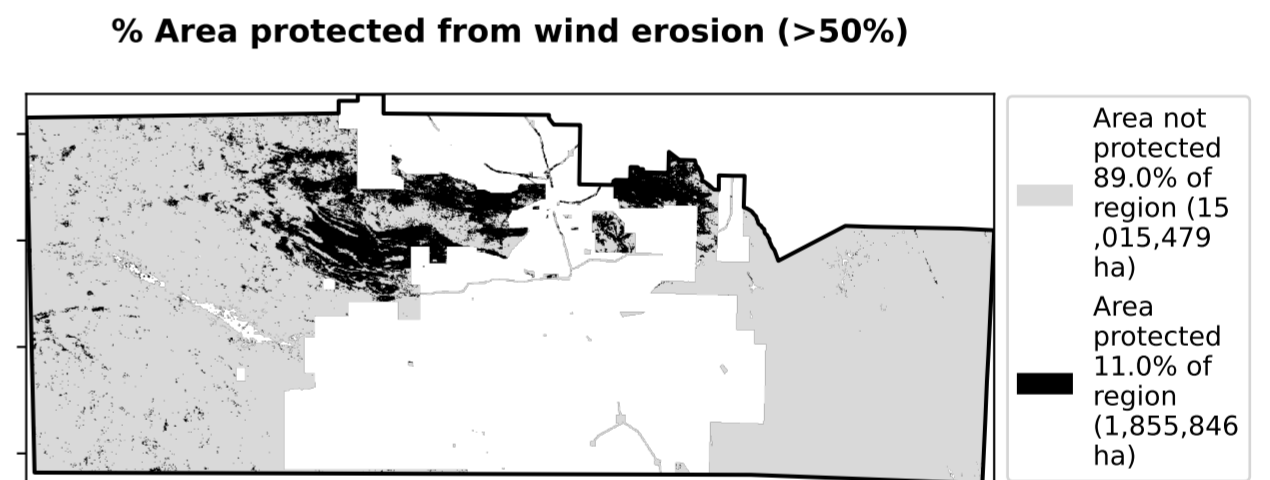 % Area protected from wind erosion (>50%)
Area not
protected
89.0% of
region (15
,015,479
ha)
Area
protected
11.0% of
region
(1,855,846
ha)